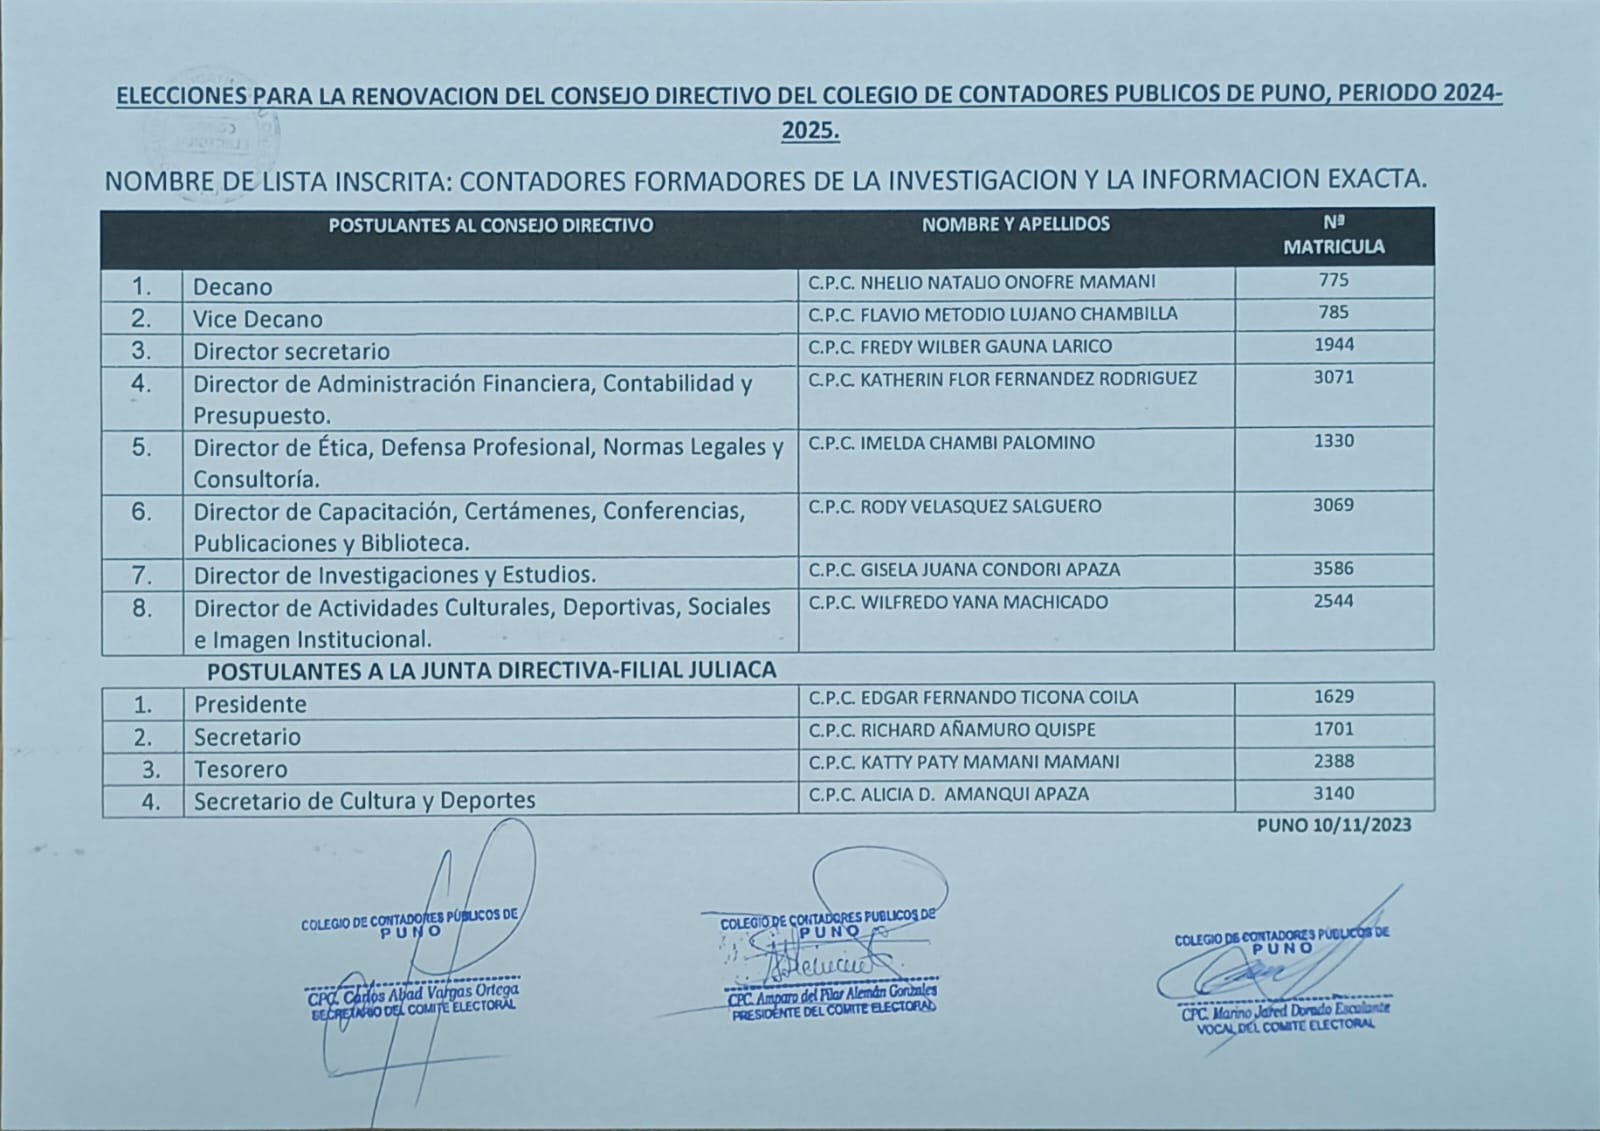 ELECCIONES PARA LA RENOVACION DEL CONSEJO DIRECTIVO DEL COLEGIO DE CONTADORES PUBLICOS DE PUNO, PERIODO 2024-
2025.
NOMBRE DE LISTA INSCRITA: CONTADORES FORMADORES DE LA INVESTIGACION Y LA INFORMACION EXACTA.
POSTULANTES AL CONSEJO DIRECTIVO NOMBRE Y APELLIDOS Nº
MATRICULA
1. Decano C.P.C. NHELIO NATALIO ONOFRE MAMANI 775
2. Vice Decano C.P.C. FLAVIO METODIO LUJANO CHAMBILLA 785
3. Director secretario C.P.C. FREDY WILBER GAUNA LARICO 1944
4. Director de Administración Financiera, Contabilidad y C.P.C. KATHERIN FLOR FERNANDEZ RODRIGUEZ 3071
Presupuesto.
5. Director de Ética, Defensa Profesional, Normas Legales y C.P.C. IMELDA CHAMBI PALOMINO 1330
Consultoría.
6. Director de Capacitación, Certámenes, Conferencias, C.P.C. RODY VELASQUEZ SALGUERO 3069
Publicaciones y Biblioteca.
7. Director de Investigaciones y Estudios. C.P.C. GISELA JUANA CONDORI APAZA 3586
8. Director de Actividades Culturales, Deportivas, Sociales C.P.C. WILFREDO YANA MACHICADO 2544
e Imagen Institucional.
POSTULANTES A LA JUNTA DIRECTIVA-FILIAL JULIACA
1. Presidente C.P.C. EDGAR FERNANDO TICONA COILA 1629
2. Secretario C.P.C. RICHARD AÑAMURO QUISPE 1701
3. Tesorero C.P.C. KATTY PATY MAMANI MAMANI 2388
4. Secretario de Cultura y Deportes C.P.C. ALICIA D. AMANQUI APAZA 3140
PUNO 10/11/2023
COLEGIO DE CONTADORES PÚBLICOS DE
PUNO
CPC. Carlos Abad Vargas Ortega
SECRETARIO DEL COMITE ELECTORAL
COLEGIO DE CONTADORES PUBLICOS DE
PUNO
CPC. Amparo del Pilar Alemán Gonzales
PRESIDENTE DEL COMITE ELECTORAL
COLEGIO DE CONTADORES PÚBLICOS DE
PUNO
CPC. Marino Jared Dorado Escalante
VOCAL DEL COMITE ELECTORAL